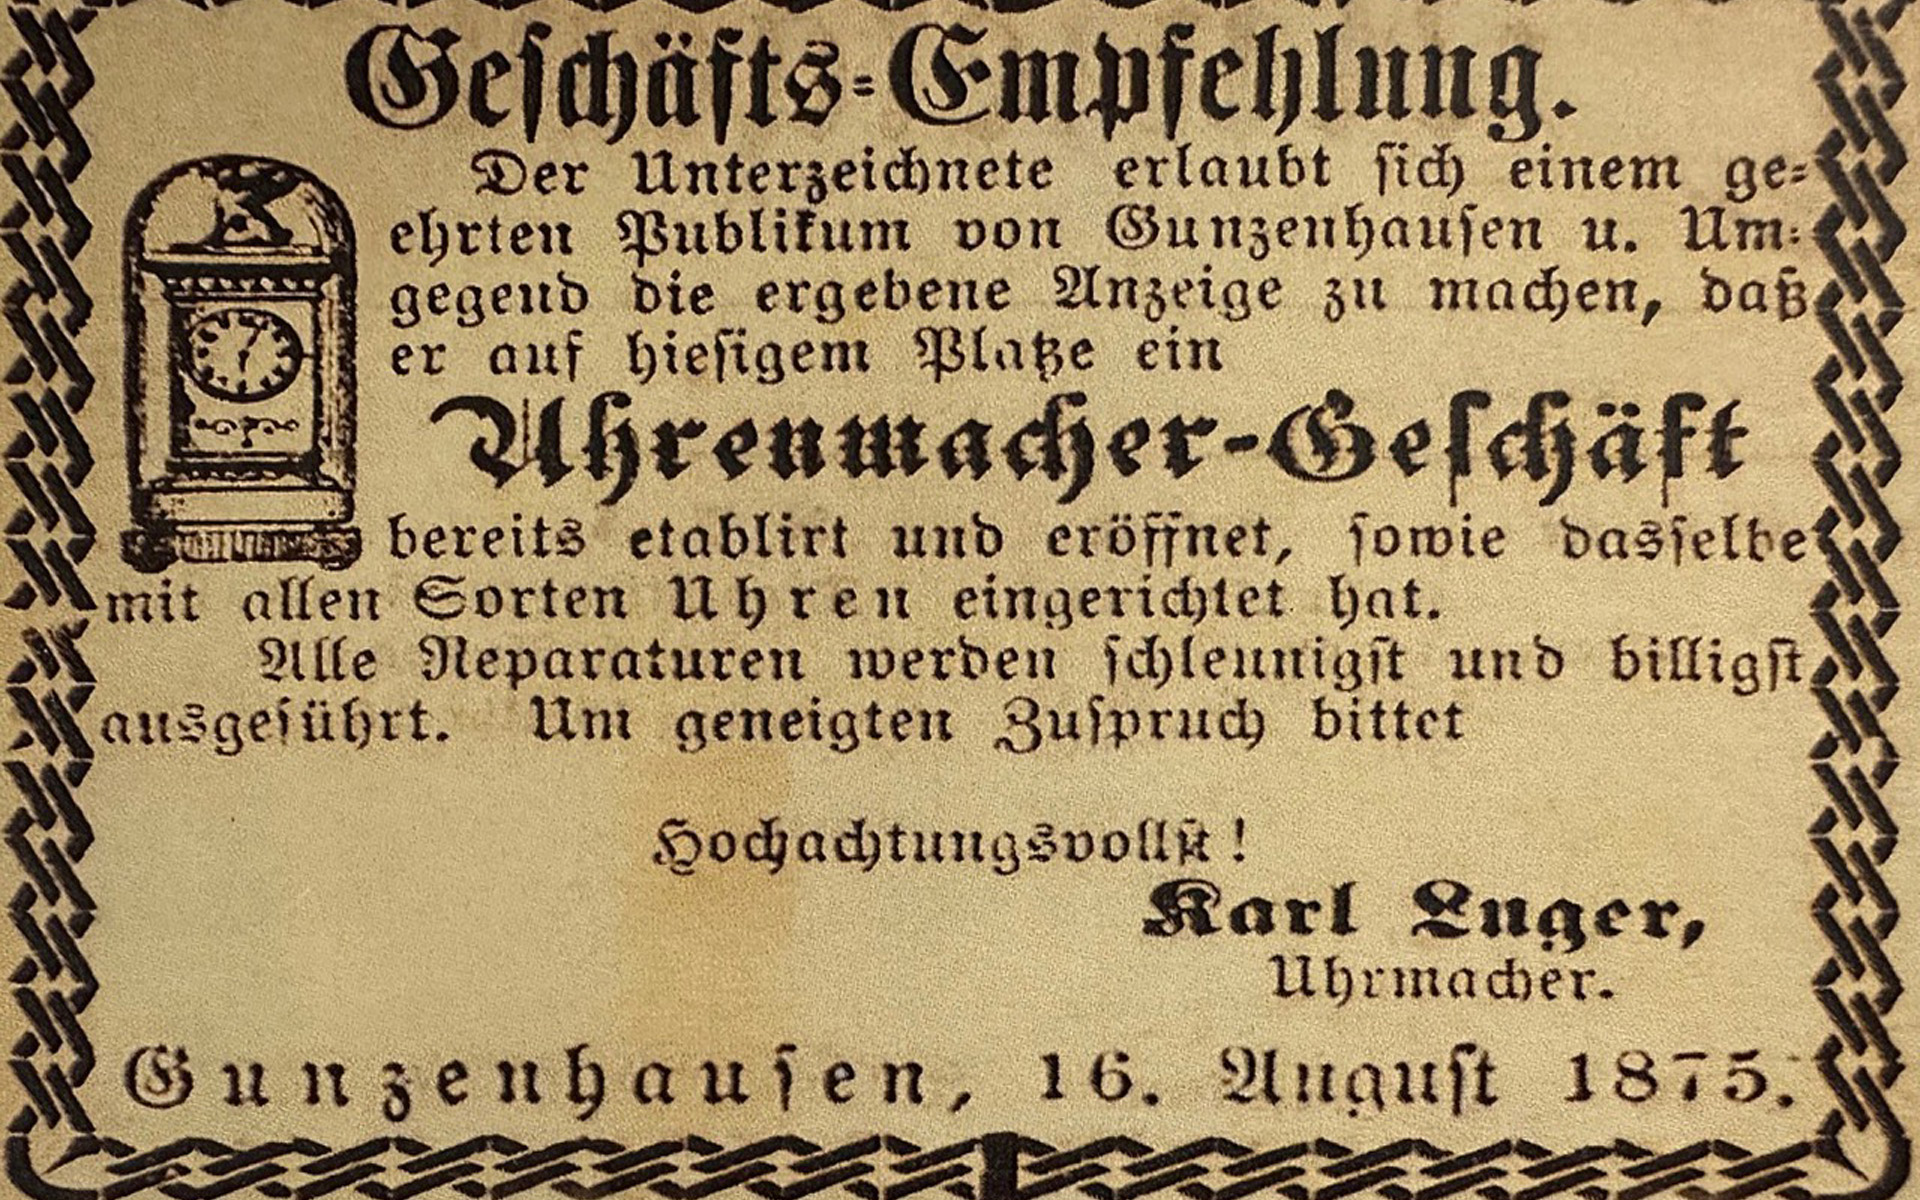 Geschäfts-Empfehlung.
Der Unterzeichnete erlaubt sich einem ge-
ehrten Publikum von Gunzenhausen u. Um-
gegend die ergebene Anzeige zu machen, daß
er auf hiesigem Platze ein
Uhrenmacher-Geschäft
bereits etablirt und eröffnet, sowie dasselbe
mit allen Sorten Uhren eingerichtet hat.
Alle Reparaturen werden schleunigst und billigst
ausgeführt. Um geneigten Zuspruch bittet
Hochachtungsvollst!
Karl Luger,
Uhrmacher.
Gunzenhausen, 16. August 1875.